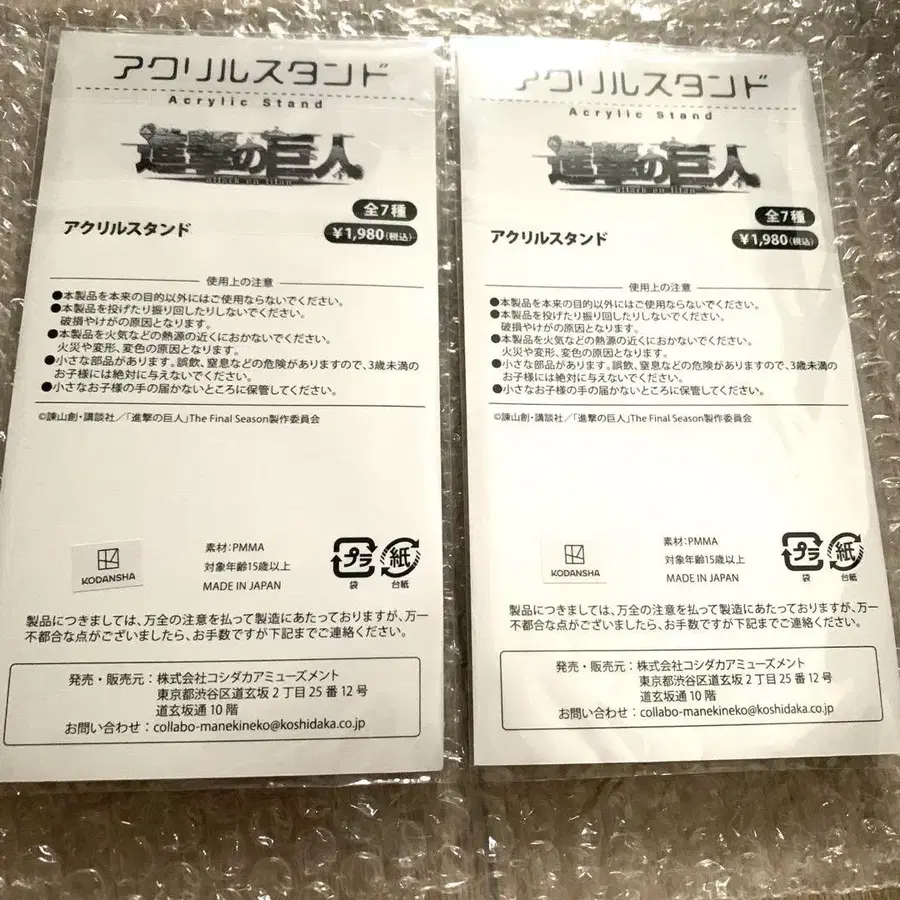 アクリルスタンド
Acrylic Stand
進撃の巨人
attack on titan
全7種
アクリルスタンド
¥1,980(税込)
使用上の注意
●本製品を本来の目的以外にはご使用ならないでください。
●本製品を投げたり振り回したりしないでください。
破損やけがの原因となります。
●本製品を火気などの熱源の近くにおかないでください。
火災や変形、変色の原因となります。
●小さな部品があります。誤飲、窒息などの危険がありますので、3歳未満の
お子様には絶対に与えないでください。
●小さなお子様の手の届かないところに保管してください。
©諫山創・講談社／「進撃の巨人」The Final Season製作委員会
KODANSHA
素材：PMMA
対象年齢15歳以上
MADE IN JAPAN
プラ
袋
紙
台紙
製品につきましては、万全の注意を払って製造にあたっておりますが、万一
不都合な点がございましたら、お手数ですが下記までご連絡ください。
発売・販売元：株式会社コシダカアミューズメント
東京都渋谷区道玄坂２丁目25番12号
道玄坂通10階
お問い合わせ：collabo-manekineko@koshidaka.co.jp
アクリルスタンド
Acrylic Stand
進撃の巨人
attack on titan
全7種
アクリルスタンド
¥1,980(税込)
使用上の注意
●本製品を本来の目的以外にはご使用ならないでください。
●本製品を投げたり振り回したりしないでください。
破損やけがの原因となります。
●本製品を火気などの熱源の近くにおかないでください。
火災や変形、変色の原因となります。
●小さな部品があります。誤飲、窒息などの危険がありますので、3歳未満の
お子様には絶対に与えないでください。
●小さなお子様の手の届かないところに保管してください。
©諫山創・講談社／「進撃の巨人」The Final Season製作委員会
KODANSHA
素材：PMMA
対象年齢15歳以上
MADE IN JAPAN
プラ
袋
紙
台紙
製品につきましては、万全の注意を払って製造にあたっておりますが、万一
不都合な点がございましたら、お手数ですが下記までご連絡ください。
発売・販売元：株式会社コシダカアミューズメント
東京都渋谷区道玄坂２丁目25番12号
道玄坂通10階
お問い合わせ：collabo-manekineko@koshidaka.co.jp